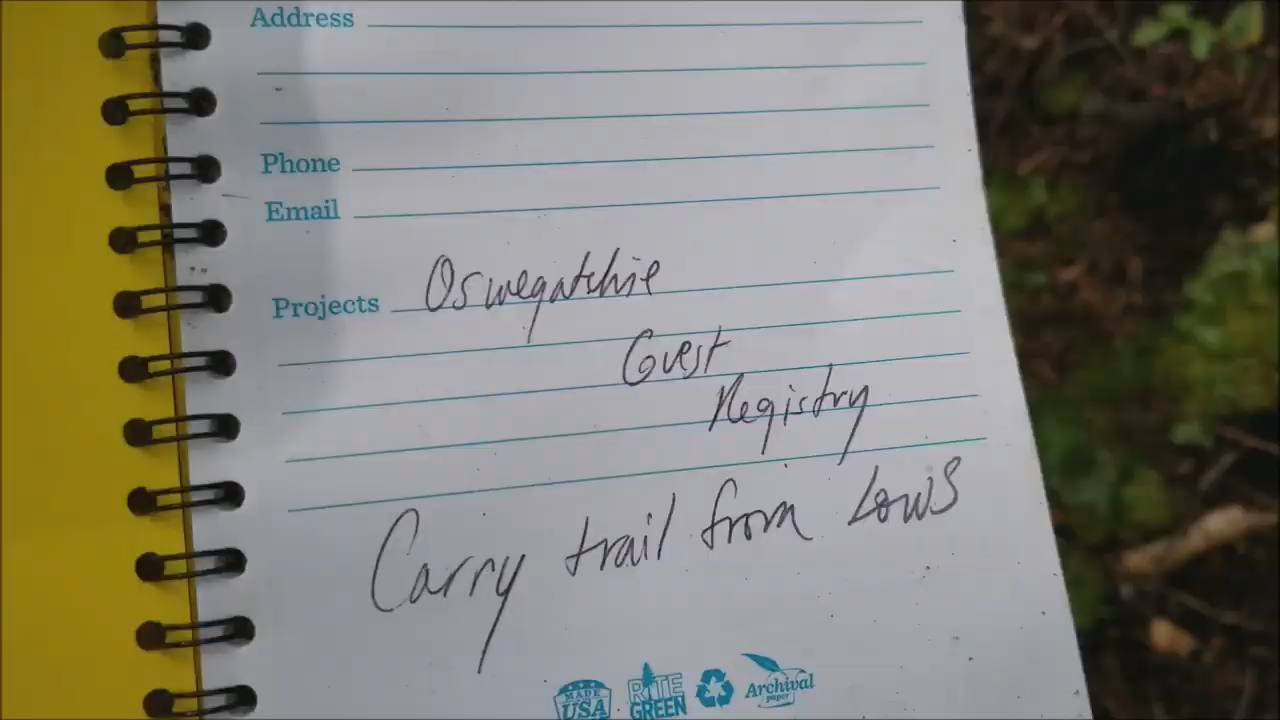 Address
Phone
Email
Projects Oswegatchie
Guest
Registry
Carry trail from Lows
MADE
USA
RITE
GREEN
Archival
paper